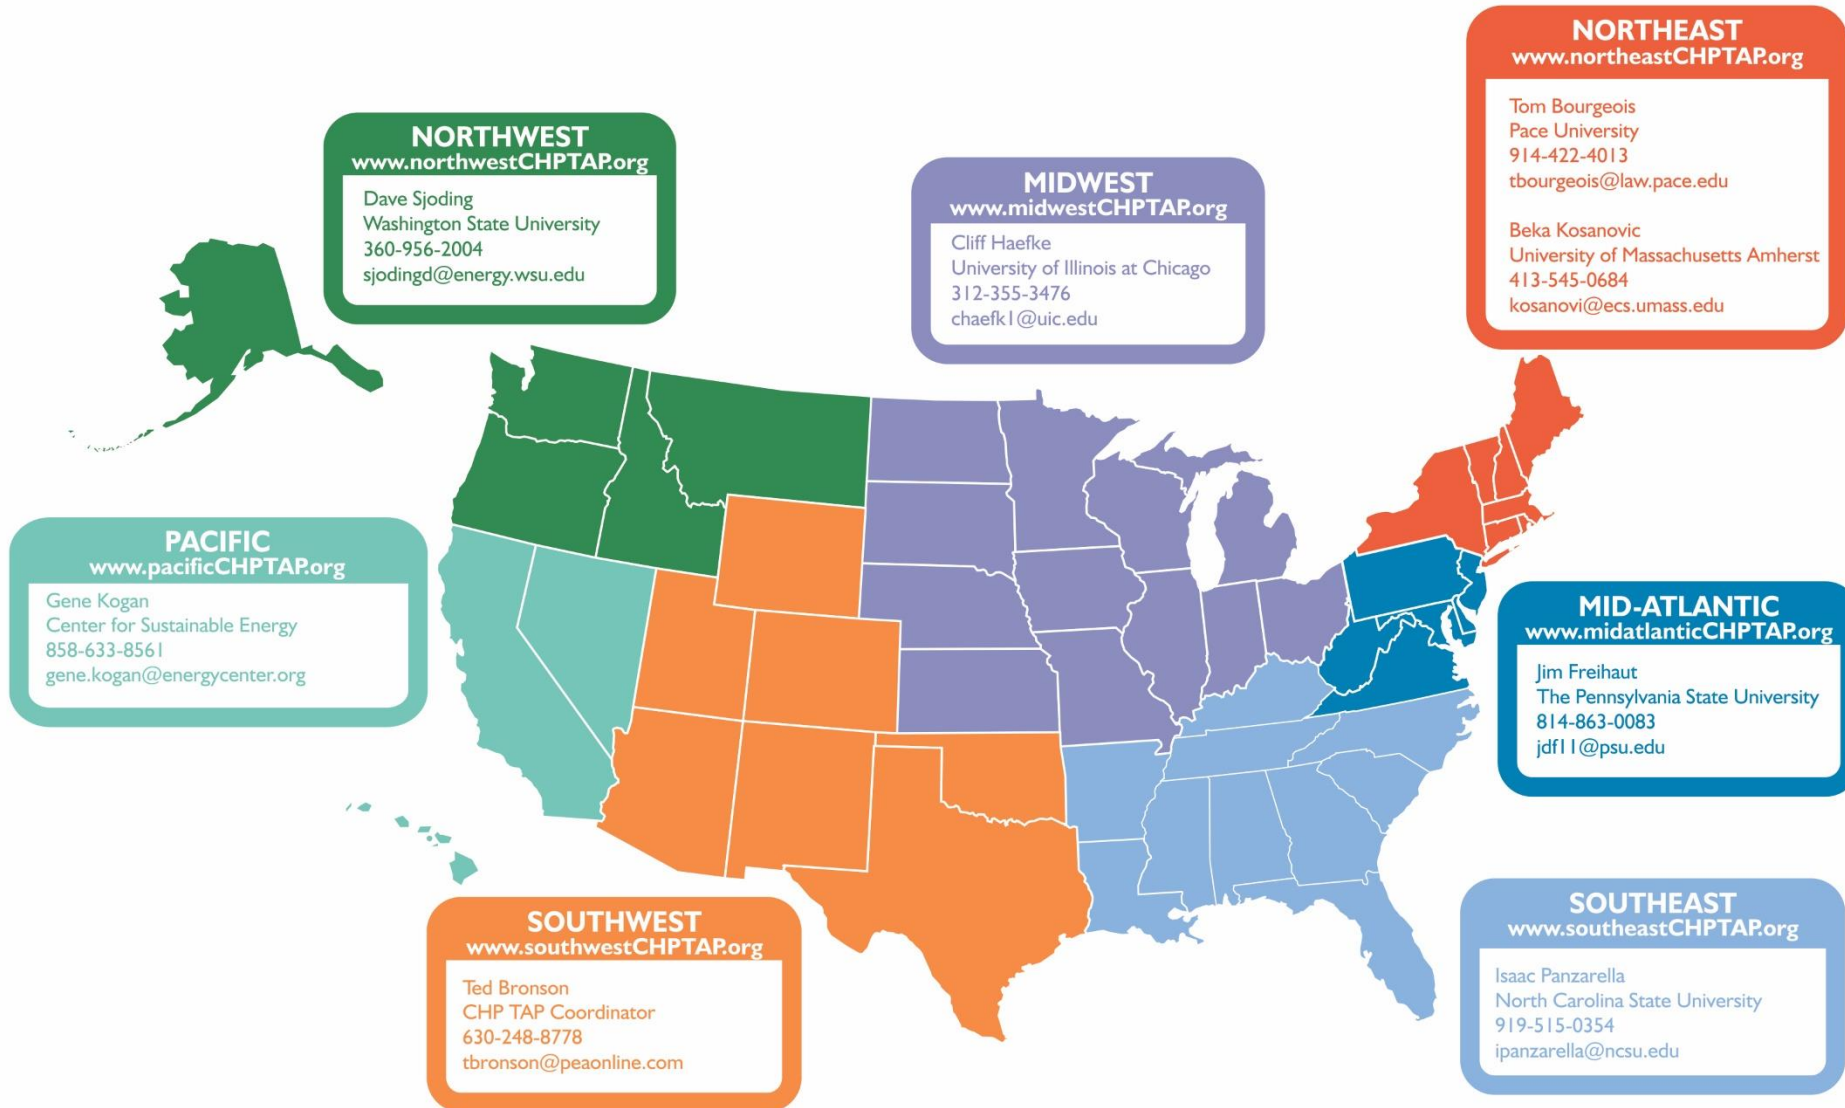 NORTHEAST
www.northeastCHPTAP.org
Tom Bourgeois
Pace University
914-422-4013
tbourgeois@law.pace.edu
Beka Kosanovic
University of Massachusetts Amherst
413-545-0684
kosanovi@ecs.umass.edu
NORTHWEST
www.northwestCHPTAP.org
Dave Sjoding
Washington State University
360-956-2004
sjodingd@energy.wsu.edu
MIDWEST
www.midwestCHPTAP.org
Cliff Haefke
University of Illinois at Chicago
312-355-3476
chaefk1@uic.edu
PACIFIC
www.pacificCHPTAP.org
Gene Kogan
Center for Sustainable Energy
858-633-8561
gene.kogan@energycenter.org
MID-ATLANTIC
www.midatlanticCHPTAP.org
Jim Freihaut
The Pennsylvania State University
814-863-0083
jdf11@psu.edu
SOUTHWEST
www.southwestCHPTAP.org
Ted Bronson
CHP TAP Coordinator
630-248-8778
tbronson@peaonline.com
SOUTHEAST
www.southeastCHPTAP.org
Isaac Panzarella
North Carolina State University
919-515-0354
ipanzarella@ncsu.edu